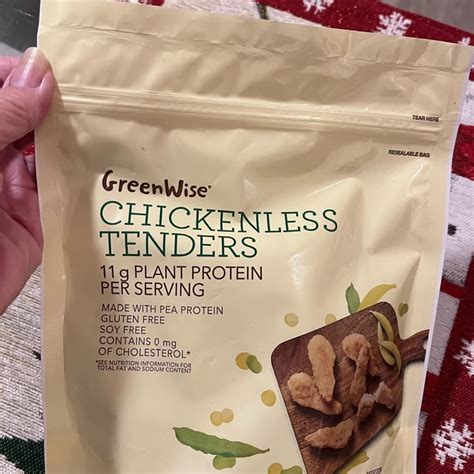 TEAR HERE
RESEALABLE BAG
GreenWise®
CHICKENLESS
TENDERS
11 g PLANT PROTEIN
PER SERVING
MADE WITH PEA PROTEIN
GLUTEN FREE
SOY FREE
CONTAINS 0 mg
OF CHOLESTEROL*
*SEE NUTRITION INFORMATION FOR
TOTAL FAT AND SODIUM CONTENT